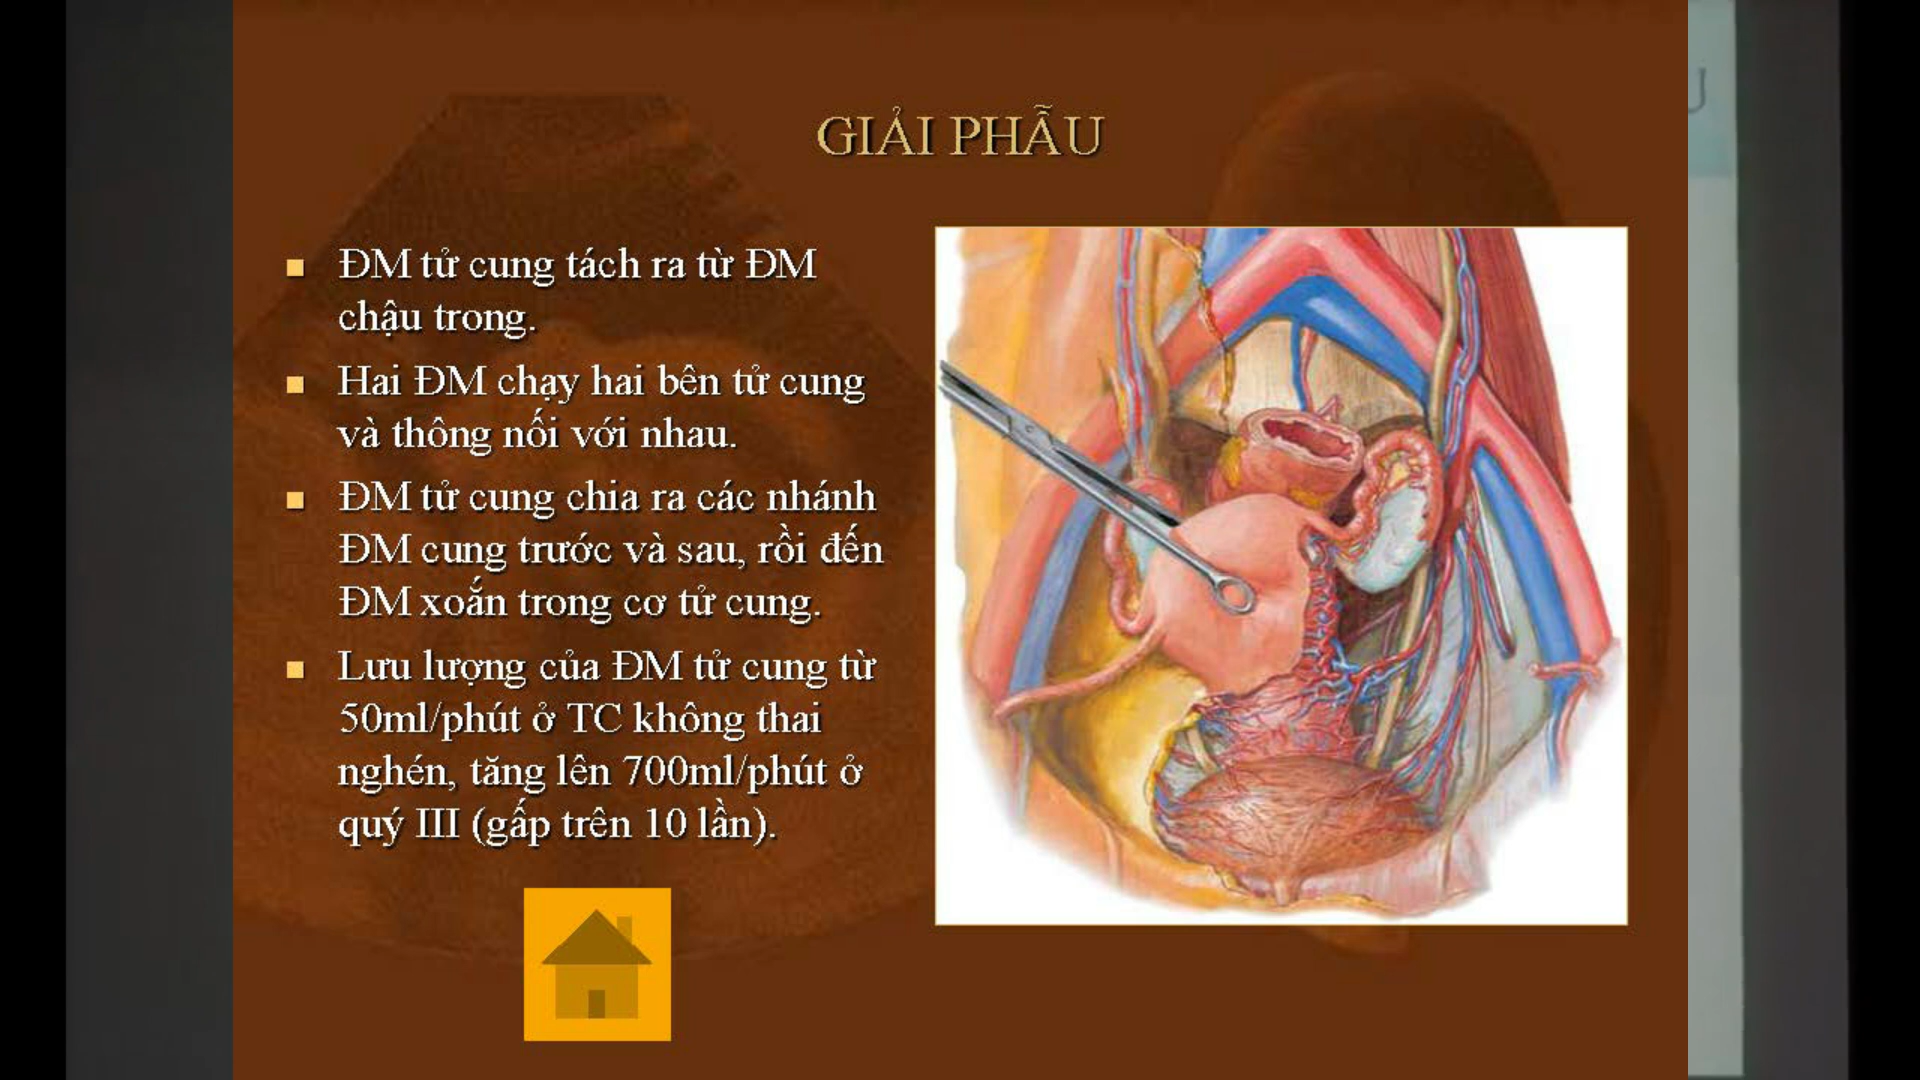 GIẢI PHẪU
ĐM tử cung tách ra từ ĐM
chậu trong.
Hai ĐM chạy hai bên tử cung
và thông nối với nhau.
ĐM tử cung chia ra các nhánh
ĐM cung trước và sau, rồi đến
ĐM xoắn trong cơ tử cung.
Lưu lượng của ĐM tử cung từ
50ml/phút ở TC không thai
nghén, tăng lên 700ml/phút ở
quý III (gấp trên 10 lần).
U